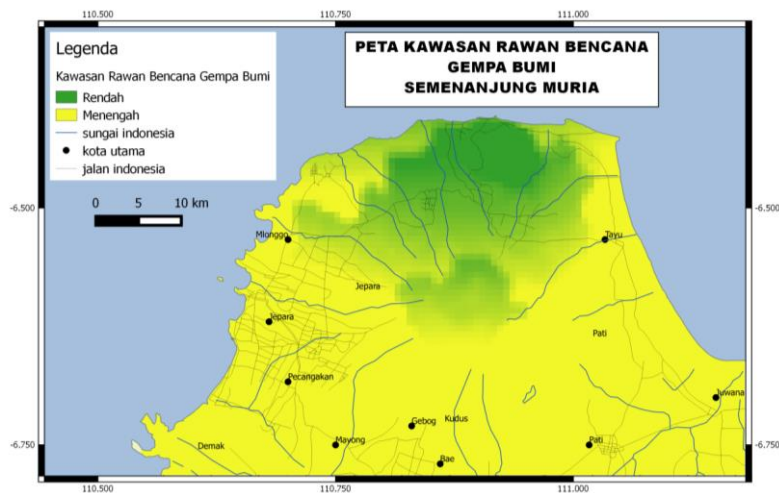 110.500 110.750 111.000
Legenda
Kawasan Rawan Bencana Gempa Bumi
Rendah
Menengah
sungai indonesia
kota utama
jalan indonesia
0 5 10 km
PETA KAWASAN RAWAN BENCANA
GEMPA BUMI
SEMENANJUNG MURIA
-6.500 -6.500
Mlonggo
Tayu
Jepara
Jepara
Pati
Pecangakan
Juwana
Gebog
Kudus
Demak
Mayong
Pati
-6.750 -6.750
Bae
110.500 110.750 111.000